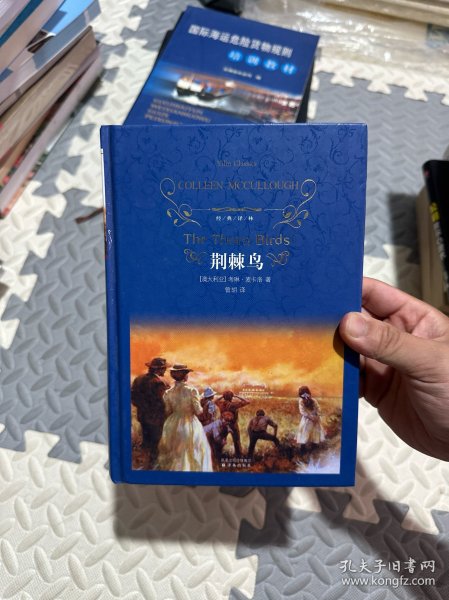 国际海运危险货物规则
培训教材
Yilin Classics
COLLEEN MCCULLOUGH
经/典/译/林
The Thorn Birds
荆棘鸟
[澳大利亚] 考琳·麦卡洛 著
曾胡 译
译林出版社
孔夫子旧书网
www.kongfz.com